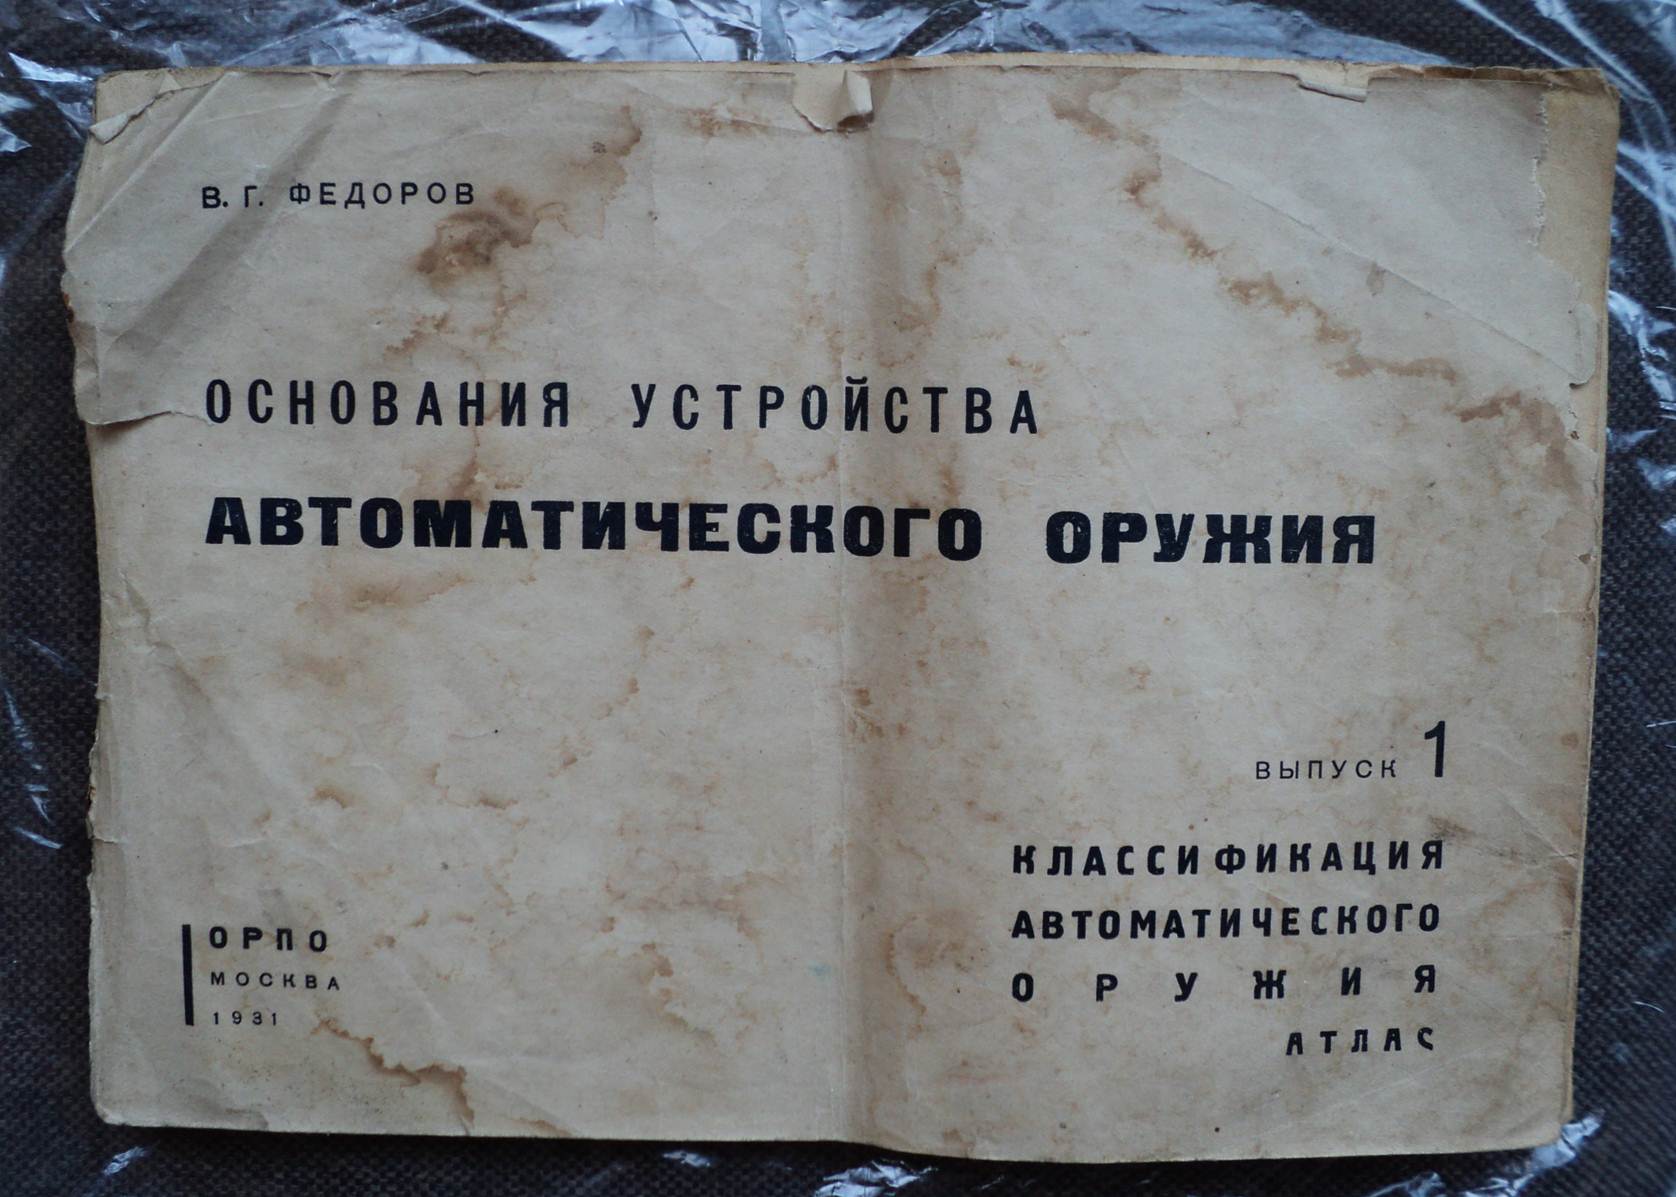 В. Г. ФЕДОРОВ
ОСНОВАНИЯ УСТРОЙСТВА
АВТОМАТИЧЕСКОГО ОРУЖИЯ
ВЫПУСК 1
КЛАССИФИКАЦИЯ
АВТОМАТИЧЕСКОГО
ОРУЖИЯ
АТЛАС
ОРПО
МОСКВА
1931